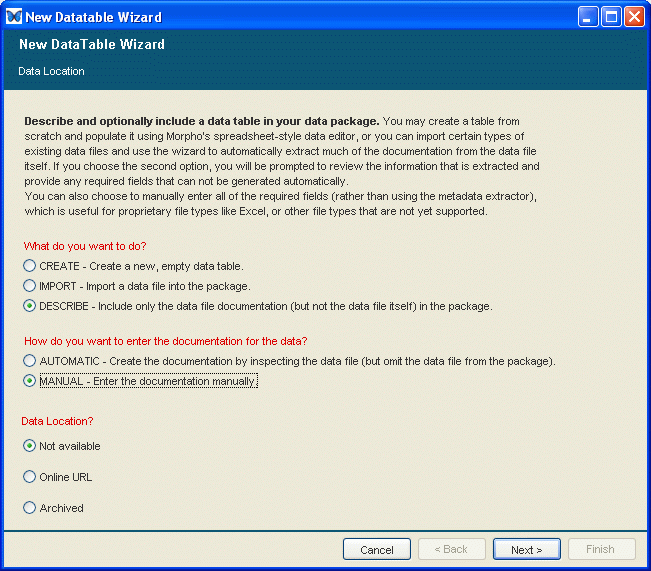 New Datatable Wizard
New DataTable Wizard
Data Location
Describe and optionally include a data table in your data package. You may create a table from
scratch and populate it using Morpho's spreadsheet-style data editor, or you can import certain types of
existing data files and use the wizard to automatically extract much of the documentation from the data file
itself. If you choose the second option, you will be prompted to review the information that is extracted and
provide any required fields that can not be generated automatically.
You can also choose to manually enter all of the required fields (rather than using the metadata extractor),
which is useful for proprietary file types like Excel, or other file types that are not yet supported.
What do you want to do?
CREATE - Create a new, empty data table.
IMPORT - Import a data file into the package.
DESCRIBE - Include only the data file documentation (but not the data file itself) in the package.
How do you want to enter the documentation for the data?
AUTOMATIC - Create the documentation by inspecting the data file (but omit the data file from the package).
MANUAL - Enter the documentation manually
Data Location?
Not available
Online URL
Archived
Cancel < Back Next > Finish